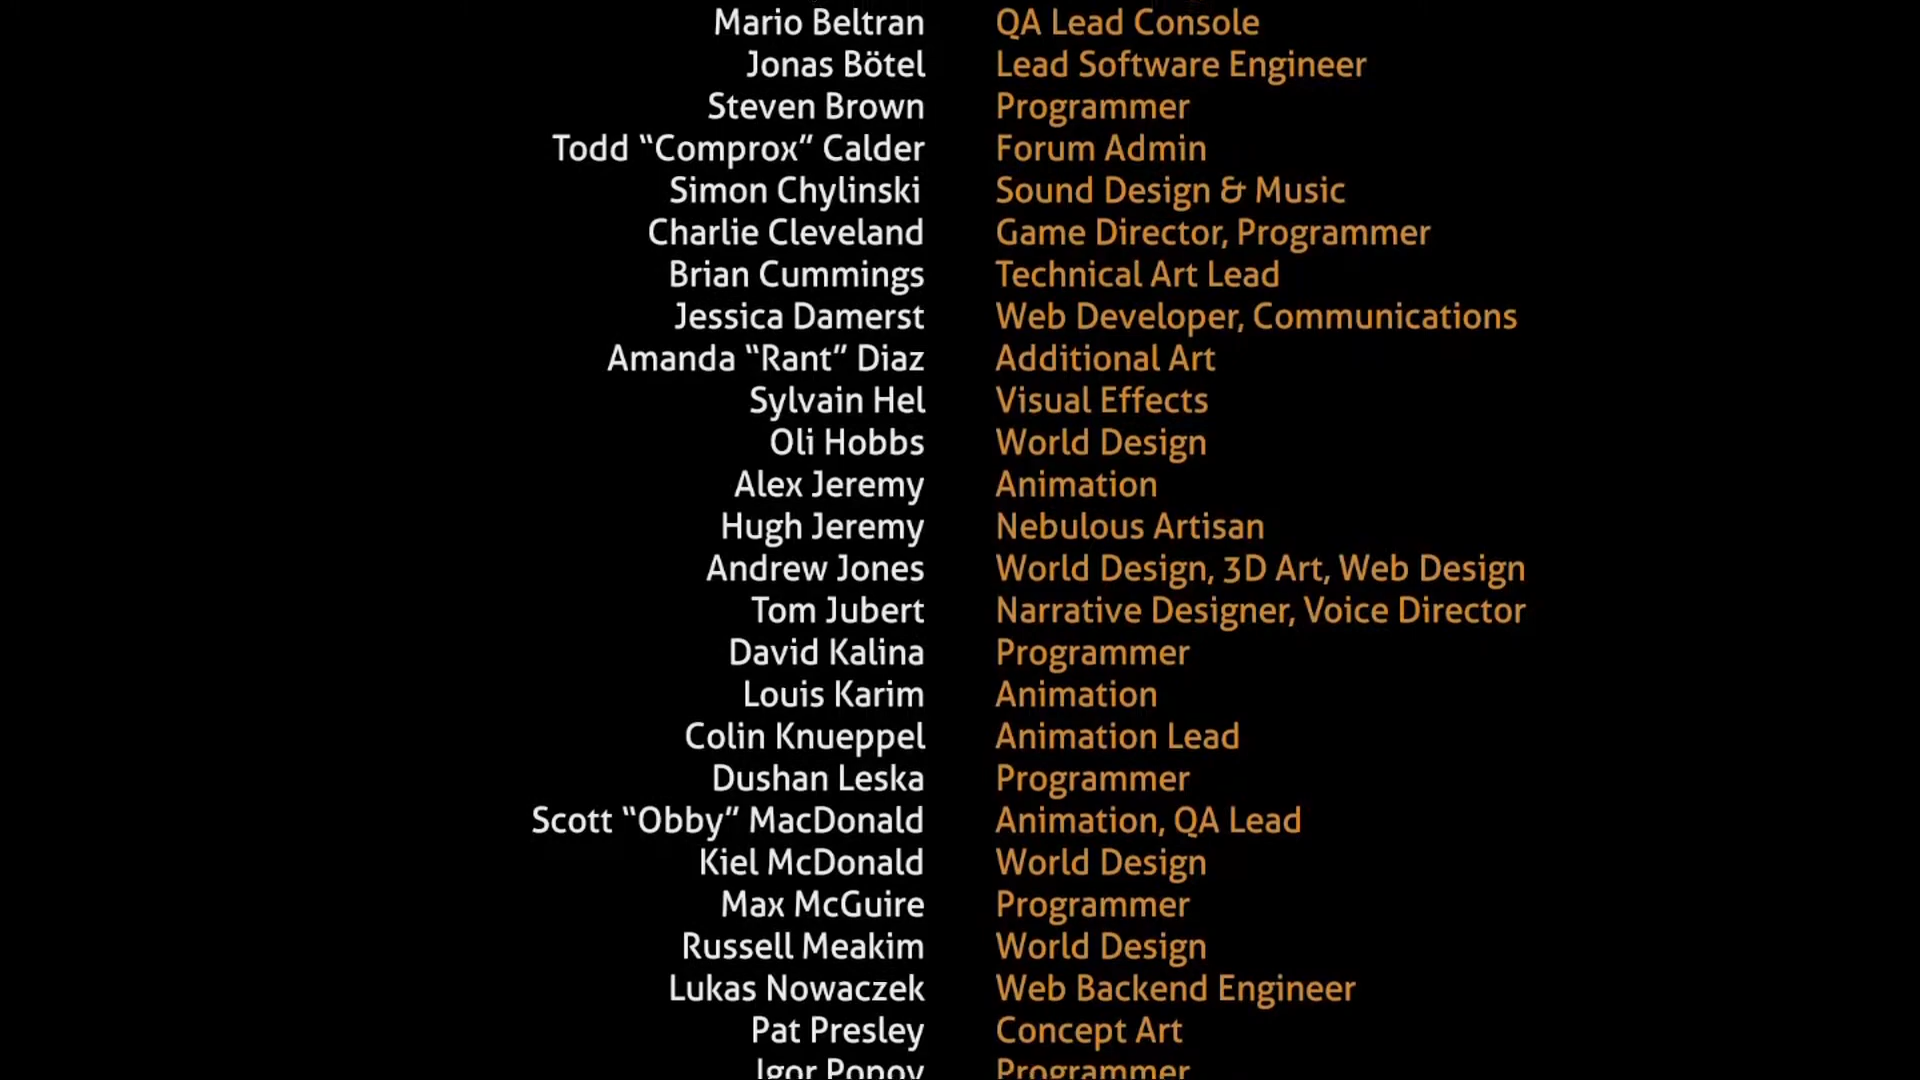 Mario Beltran QA Lead Console
Jonas Bötel Lead Software Engineer
Steven Brown Programmer
Todd “Comprox” Calder Forum Admin
Simon Chylinski Sound Design & Music
Charlie Cleveland Game Director, Programmer
Brian Cummings Technical Art Lead
Jessica Damerst Web Developer, Communications
Amanda “Rant” Diaz Additional Art
Sylvain Hel Visual Effects
Oli Hobbs World Design
Alex Jeremy Animation
Hugh Jeremy Nebulous Artisan
Andrew Jones World Design, 3D Art, Web Design
Tom Jubert Narrative Designer, Voice Director
David Kalina Programmer
Louis Karim Animation
Colin Knueppel Animation Lead
Dushan Leska Programmer
Scott “Obby” MacDonald Animation, QA Lead
Kiel McDonald World Design
Max McGuire Programmer
Russell Meakim World Design
Lukas Nowaczek Web Backend Engineer
Pat Presley Concept Art
Igor Popov Programmer